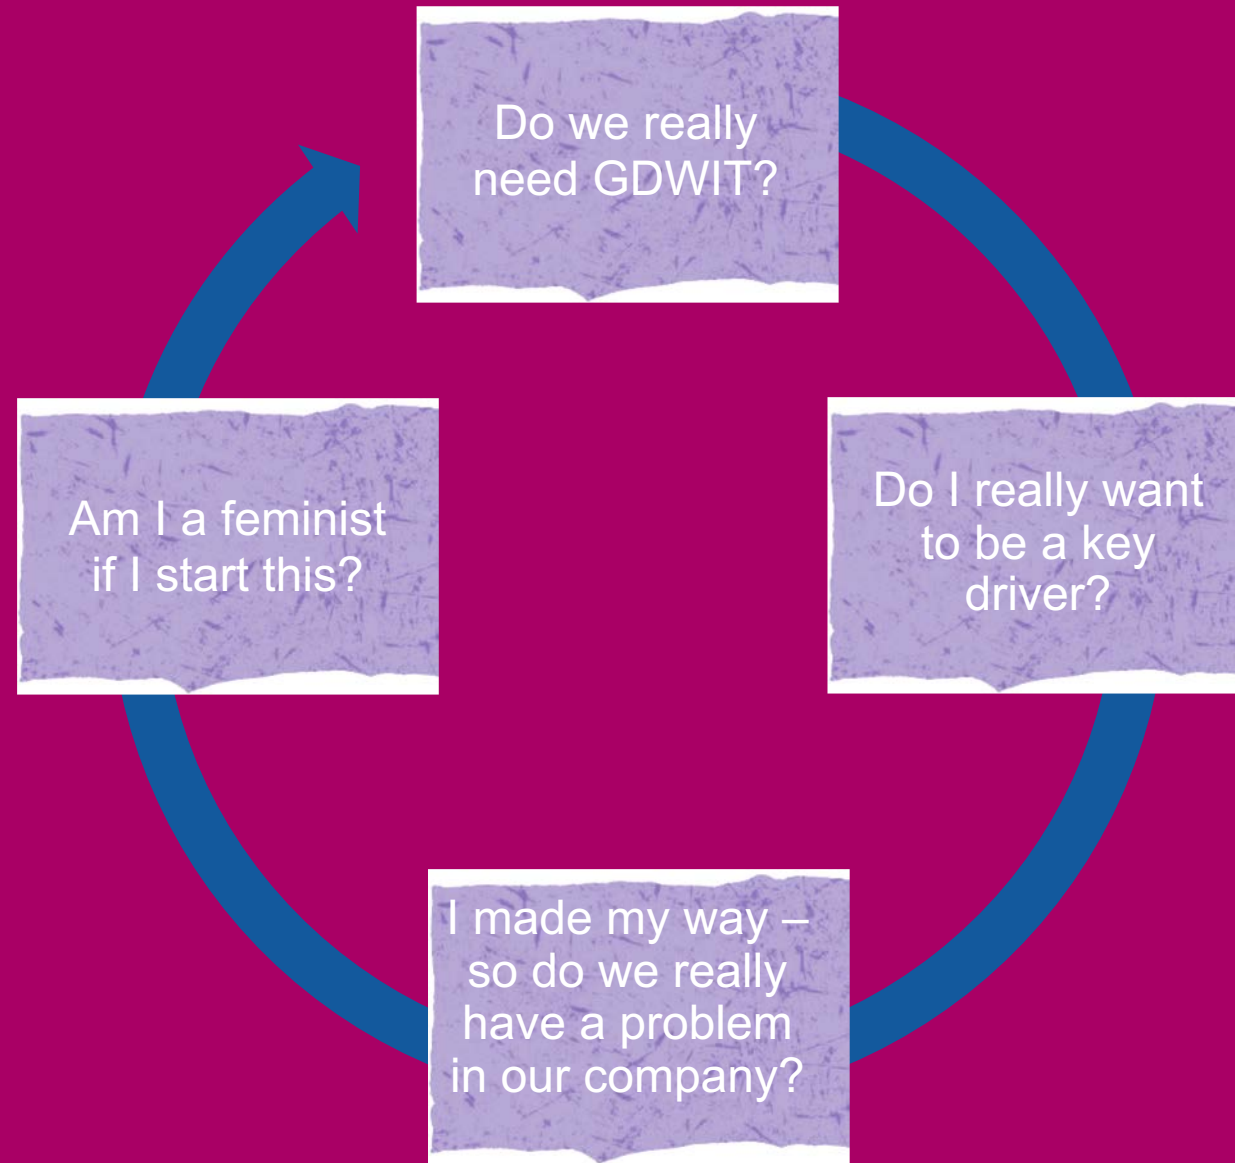 Do we really
need GDWIT?
Do I really want
to be a key
driver?
I made my way –
so do we really
have a problem
in our company?
Am I a feminist
if I start this?